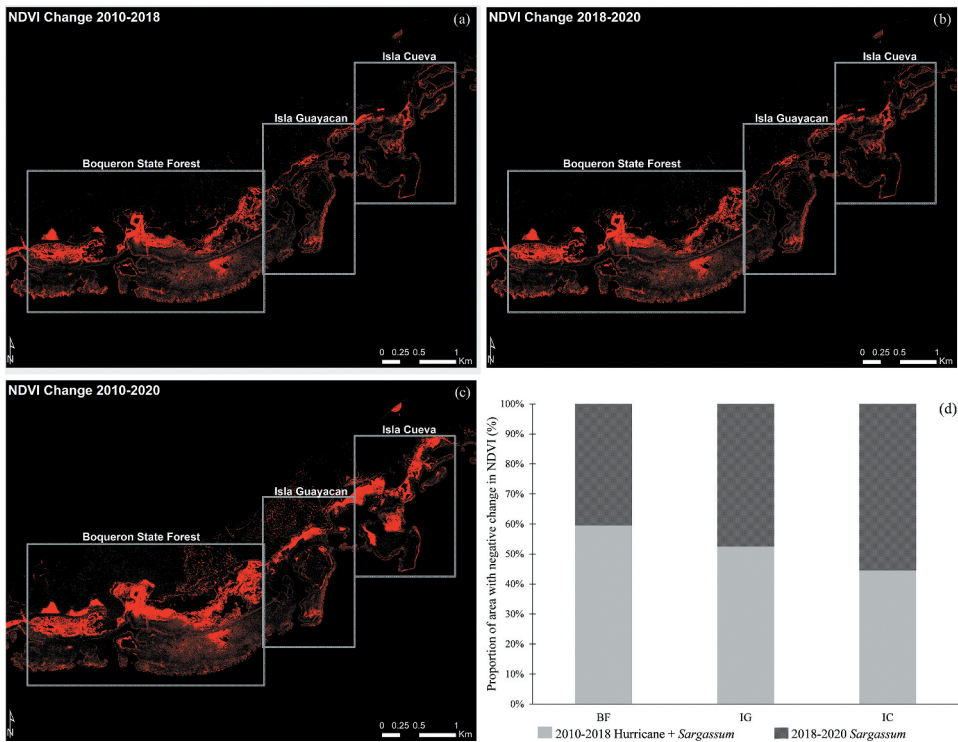 NDVI Change 2010-2018
(a)
Isla Cueva
Isla Guayacan
Boqueron State Forest
N
0 0.25 0.5 1
Km
NDVI Change 2018-2020
(b)
Isla Cueva
Isla Guayacan
Boqueron State Forest
N
0 0.25 0.5 1
Km
NDVI Change 2010-2020
(c)
Isla Cueva
Isla Guayacan
Boqueron State Forest
N
0 0.25 0.5 1
Km
(d)
Proportion of area with negative change in NDVI (%)
100%
90%
80%
70%
60%
50%
40%
30%
20%
10%
0%
BF IG IC
2010-2018 Hurricane + Sargassum 2018-2020 Sargassum